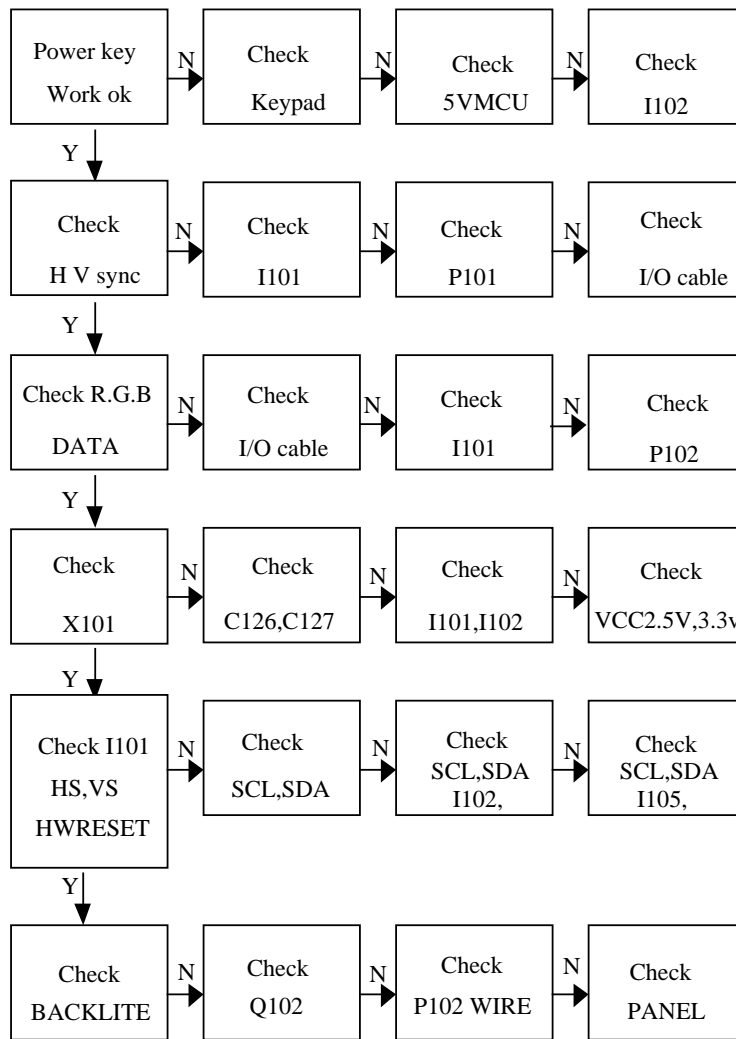 Power key
Work ok
N
Check
Keypad
N
Check
5VMCU
N
Check
I102
Y
Check
H V sync
N
Check
I101
N
Check
P101
N
Check
I/O cable
Y
Check R.G.B
DATA
N
Check
I/O cable
N
Check
I101
N
Check
P102
Y
Check
X101
N
Check
C126,C127
N
Check
I101,I102
N
Check
VCC2.5V,3.3v
Y
Check I101
HS,VS
HWRESET
N
Check
SCL,SDA
N
Check
SCL,SDA
I102,
N
Check
SCL,SDA
I105,
Y
Check
BACKLITE
N
Check
Q102
N
Check
P102 WIRE
N
Check
PANEL